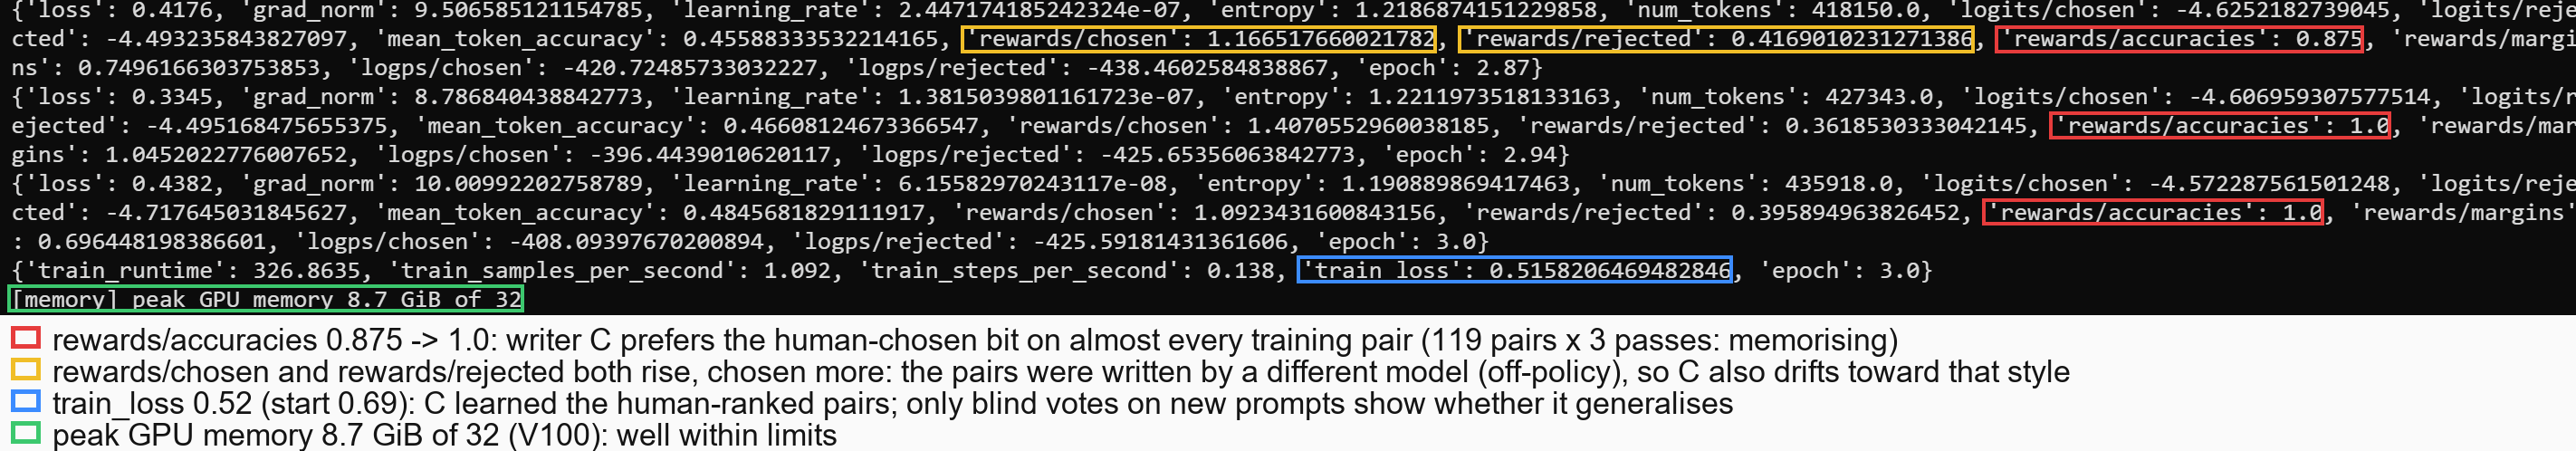 {'loss': 0.4176, 'grad_norm': 9.506585121154785, 'learning_rate': 2.447174185242324e-07, 'entropy': 1.2186874151229858, 'num_tokens': 418150.0, 'logits/chosen': -4.6252182739045, 'logits/reje
cted': -4.493235843827097, 'mean_token_accuracy': 0.45588333532214165, 'rewards/chosen': 1.166517660021782, 'rewards/rejected': 0.4169010231271386, 'rewards/accuracies': 0.875, 'rewards/margi
ns': 0.7496166303753853, 'logps/chosen': -420.72485733032227, 'logps/rejected': -438.4602584838867, 'epoch': 2.87}
{'loss': 0.3345, 'grad_norm': 8.786840438842773, 'learning_rate': 1.3815039801161723e-07, 'entropy': 1.2211973518133163, 'num_tokens': 427343.0, 'logits/chosen': -4.606959307577514, 'logits/r
ejected': -4.495168475655375, 'mean_token_accuracy': 0.46608124673366547, 'rewards/chosen': 1.4070552960038185, 'rewards/rejected': 0.3618530333042145, 'rewards/accuracies': 1.0, 'rewards/mar
gins': 1.0452022776007652, 'logps/chosen': -396.4439010620117, 'logps/rejected': -425.65356063842773, 'epoch': 2.94}
{'loss': 0.4382, 'grad_norm': 10.00992202758789, 'learning_rate': 6.15582970243117e-08, 'entropy': 1.190889869417463, 'num_tokens': 435918.0, 'logits/chosen': -4.572287561501248, 'logits/reje
cted': -4.717645031845627, 'mean_token_accuracy': 0.4845681829111917, 'rewards/chosen': 1.0923431600843156, 'rewards/rejected': 0.395894963826452, 'rewards/accuracies': 1.0, 'rewards/margins'
: 0.696448198386601, 'logps/chosen': -408.09397670200894, 'logps/rejected': -425.59181431361606, 'epoch': 3.0}
{'train_runtime': 326.8635, 'train_samples_per_second': 1.092, 'train_steps_per_second': 0.138, 'train_loss': 0.5158206469482846, 'epoch': 3.0}
[memory] peak GPU memory 8.7 GiB of 32
rewards/accuracies 0.875 -> 1.0: writer C prefers the human-chosen bit on almost every training pair (119 pairs x 3 passes: memorising)
rewards/chosen and rewards/rejected both rise, chosen more: the pairs were written by a different model (off-policy), so C also drifts toward that style
train_loss 0.52 (start 0.69): C learned the human-ranked pairs; only blind votes on new prompts show whether it generalises
peak GPU memory 8.7 GiB of 32 (V100): well within limits